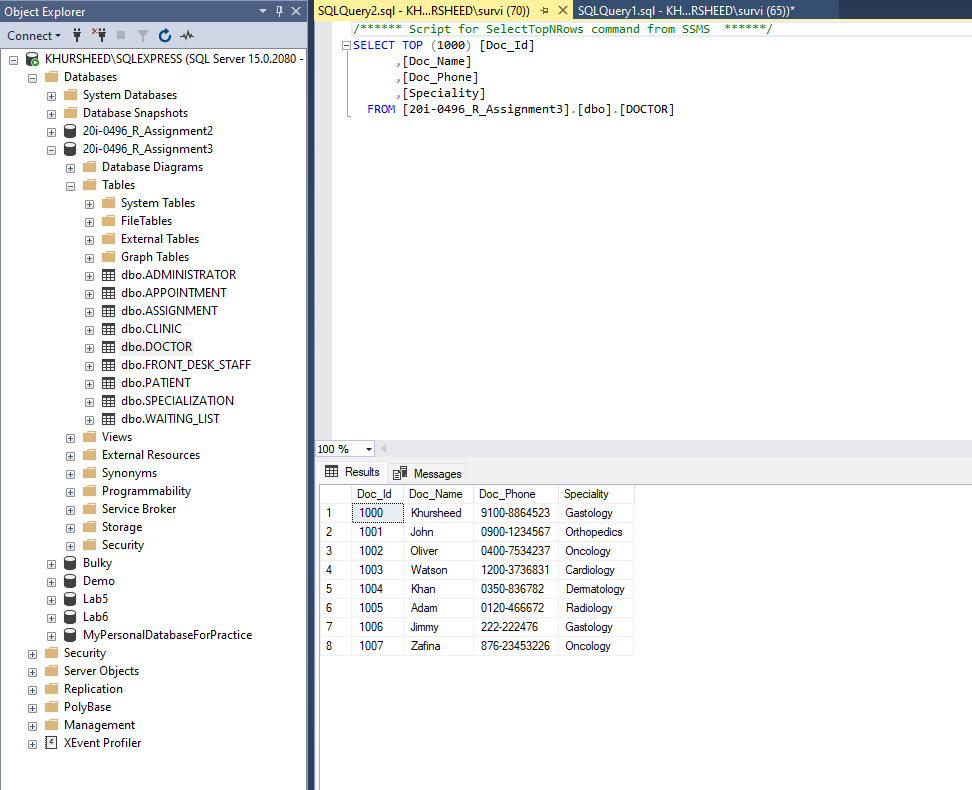 Object Explorer
Connect
KHURSHEED\SQLEXPRESS (SQL Server 15.0.2080 -
Databases
System Databases
Database Snapshots
20i-0496_R_Assignment2
20i-0496_R_Assignment3
Database Diagrams
Tables
System Tables
FileTables
External Tables
Graph Tables
dbo.ADMINISTRATOR
dbo.APPOINTMENT
dbo.ASSIGNMENT
dbo.CLINIC
dbo.DOCTOR
dbo.FRONT_DESK_STAFF
dbo.PATIENT
dbo.SPECIALIZATION
dbo.WAITING_LIST
Views
External Resources
Synonyms
Programmability
Service Broker
Storage
Security
Bulky
Demo
Lab5
Lab6
MyPersonalDatabaseForPractice
Security
Server Objects
Replication
PolyBase
Management
XEvent Profiler
SQLQuery2.sql - KH...RSHEED\survi (70)) SQLQuery1.sql - KH...RSHEED\survi (65))*
/****** Script for SelectTopNRows command from SSMS ******/
SELECT TOP (1000) [Doc_Id]
,[Doc_Name]
,[Doc_Phone]
,[Speciality]
FROM [20i-0496_R_Assignment3].[dbo].[DOCTOR]
100 %
Results Messages
Doc_Id Doc_Name Doc_Phone Speciality
1 1000 Khursheed 9100-8864523 Gastology
2 1001 John 0900-1234567 Orthopedics
3 1002 Oliver 0400-7534237 Oncology
4 1003 Watson 1200-3736831 Cardiology
5 1004 Khan 0350-836782 Dermatology
6 1005 Adam 0120-466672 Radiology
7 1006 Jimmy 222-222476 Gastology
8 1007 Zafina 876-23453226 Oncology